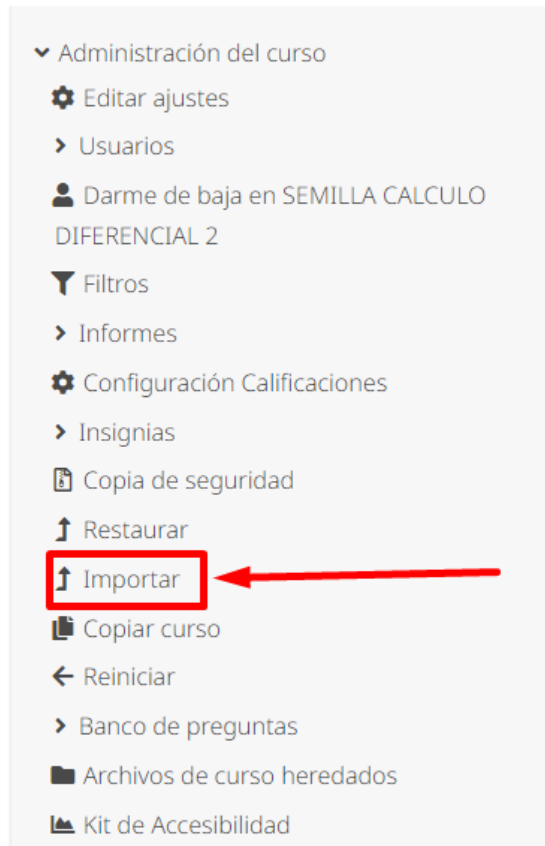 Administración del curso
Editar ajustes
Usuarios
Darme de baja en SEMILLA CALCULO
DIFERENCIAL 2
Filtros
Informes
Configuración Calificaciones
Insignias
Copia de seguridad
Restaurar
Importar
Copiar curso
Reiniciar
Banco de preguntas
Archivos de curso heredados
Kit de Accesibilidad